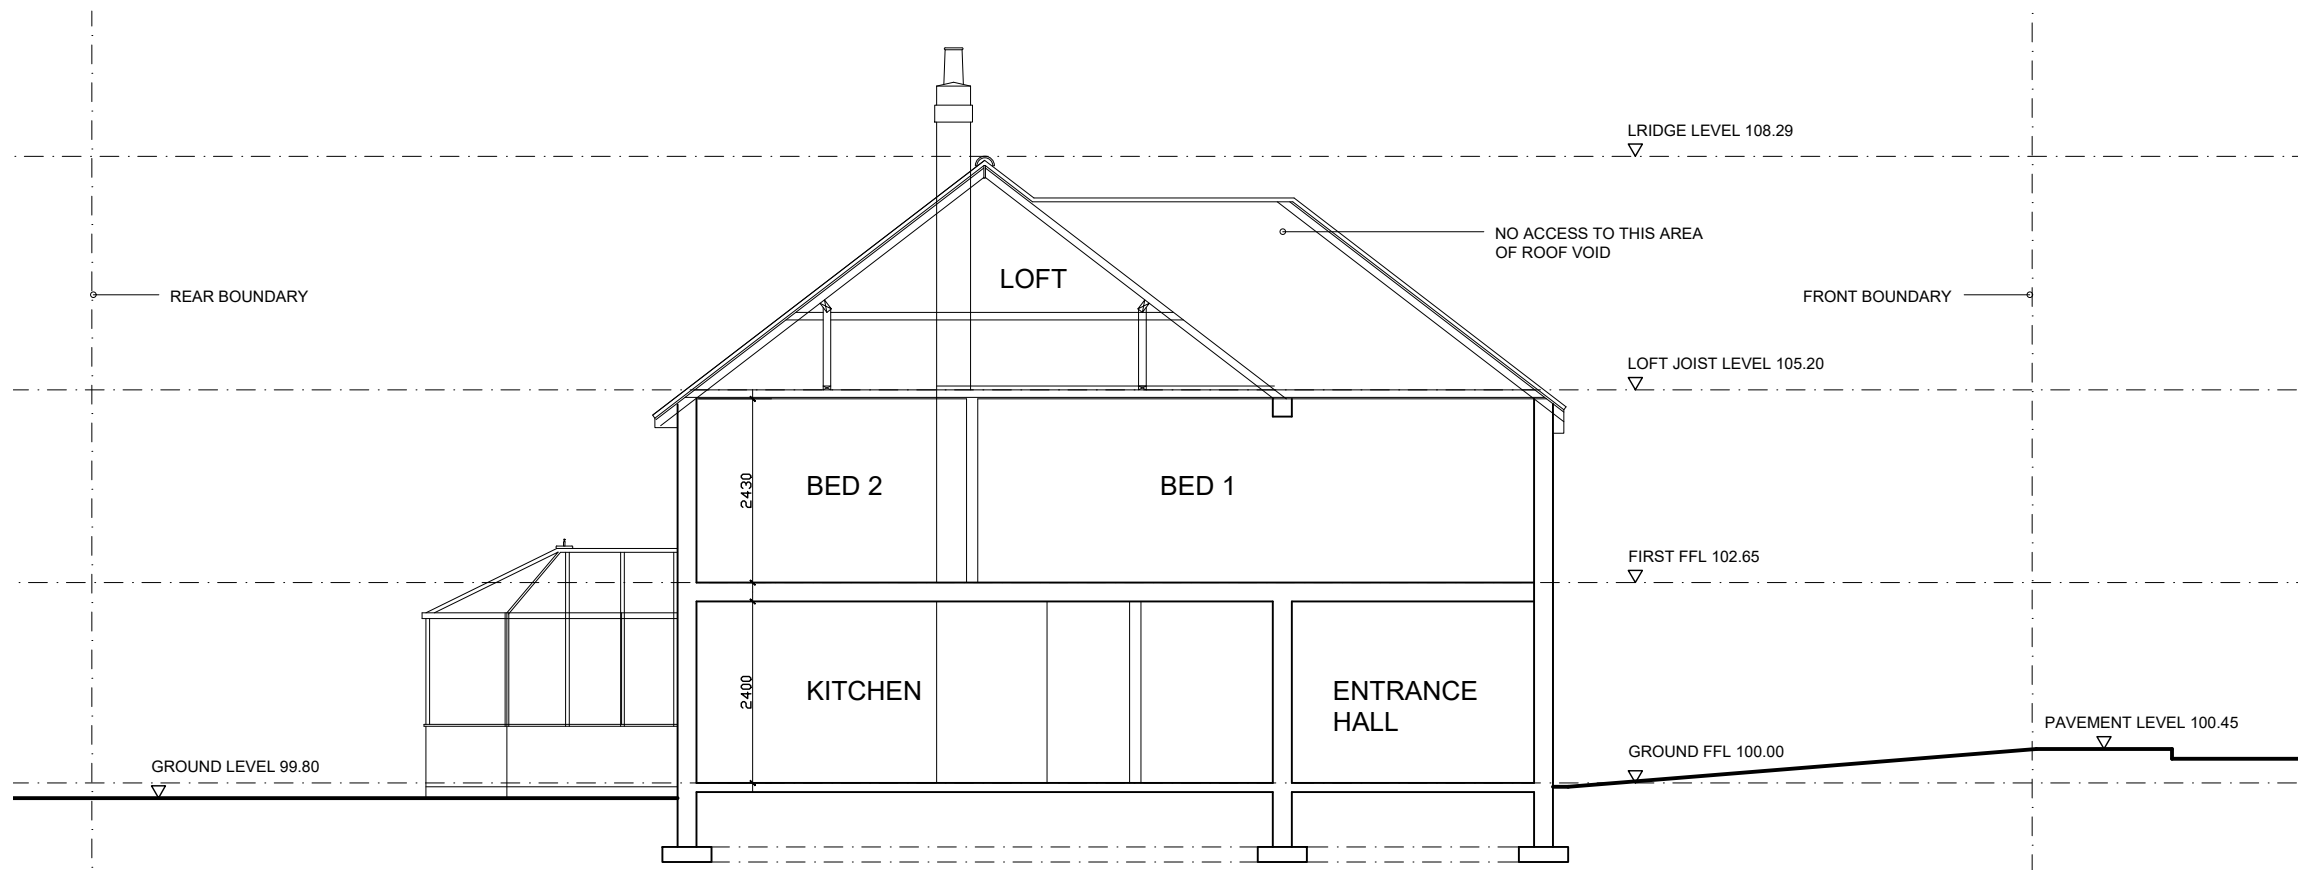 LRIDGE LEVEL 108.29
NO ACCESS TO THIS AREA
OF ROOF VOID
LOFT
REAR BOUNDARY
FRONT BOUNDARY
LOFT JOIST LEVEL 105.20
2430
BED 2
BED 1
FIRST FFL 102.65
2400
KITCHEN
ENTRANCE
HALL
PAVEMENT LEVEL 100.45
GROUND FFL 100.00
GROUND LEVEL 99.80